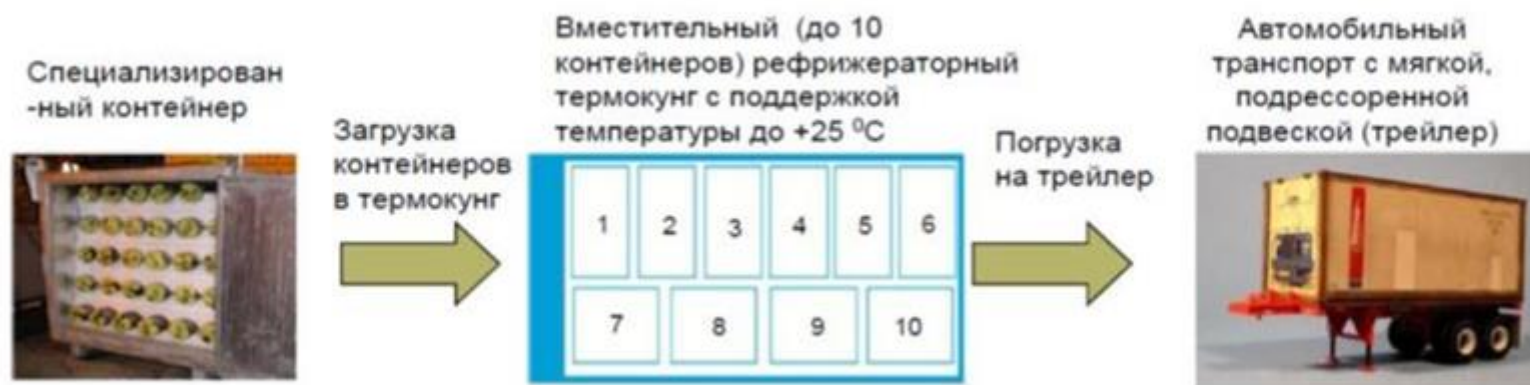 Специализирован
-ный контейнер
Загрузка
контейнеров
в термокунг
Вместительный (до 10
контейнеров) рефрижераторный
термокунг с поддержкой
температуры до +25 ⁰С
1 2 3 4 5 6
7 8 9 10
Погрузка
на трейлер
Автомобильный
транспорт с мягкой,
подрессоренной
подвеской (трейлер)